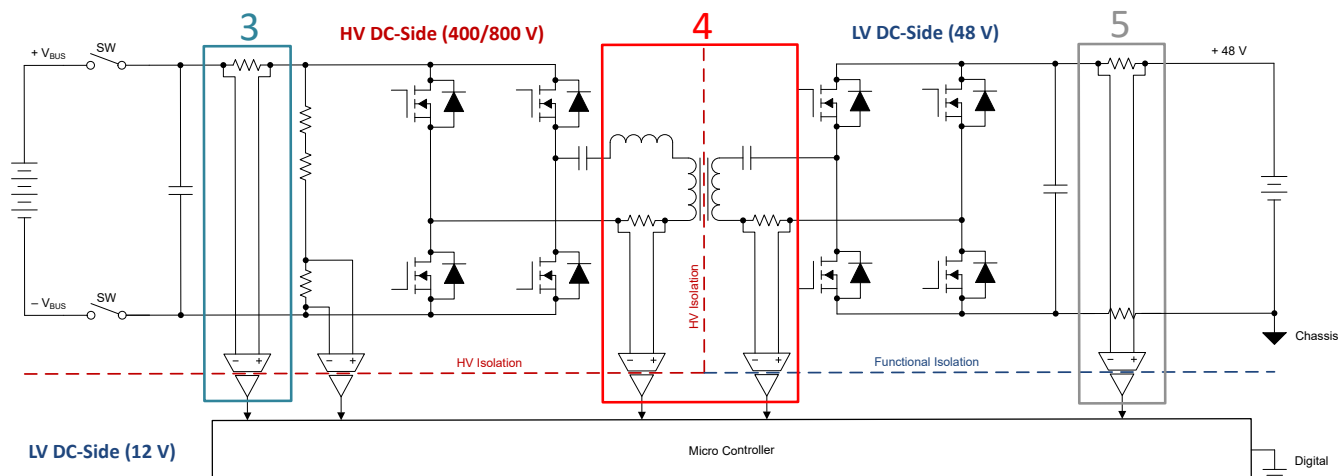 3
HV DC-Side (400/800 V)
4
LV DC-Side (48 V)
5
+ VBUS
SW
+ 48 V
HV Isolation
− VBUS
SW
Chassis
− +
− +
− +
− +
− +
HV Isolation
Functional Isolation
LV DC-Side (12 V)
Micro Controller
Digital